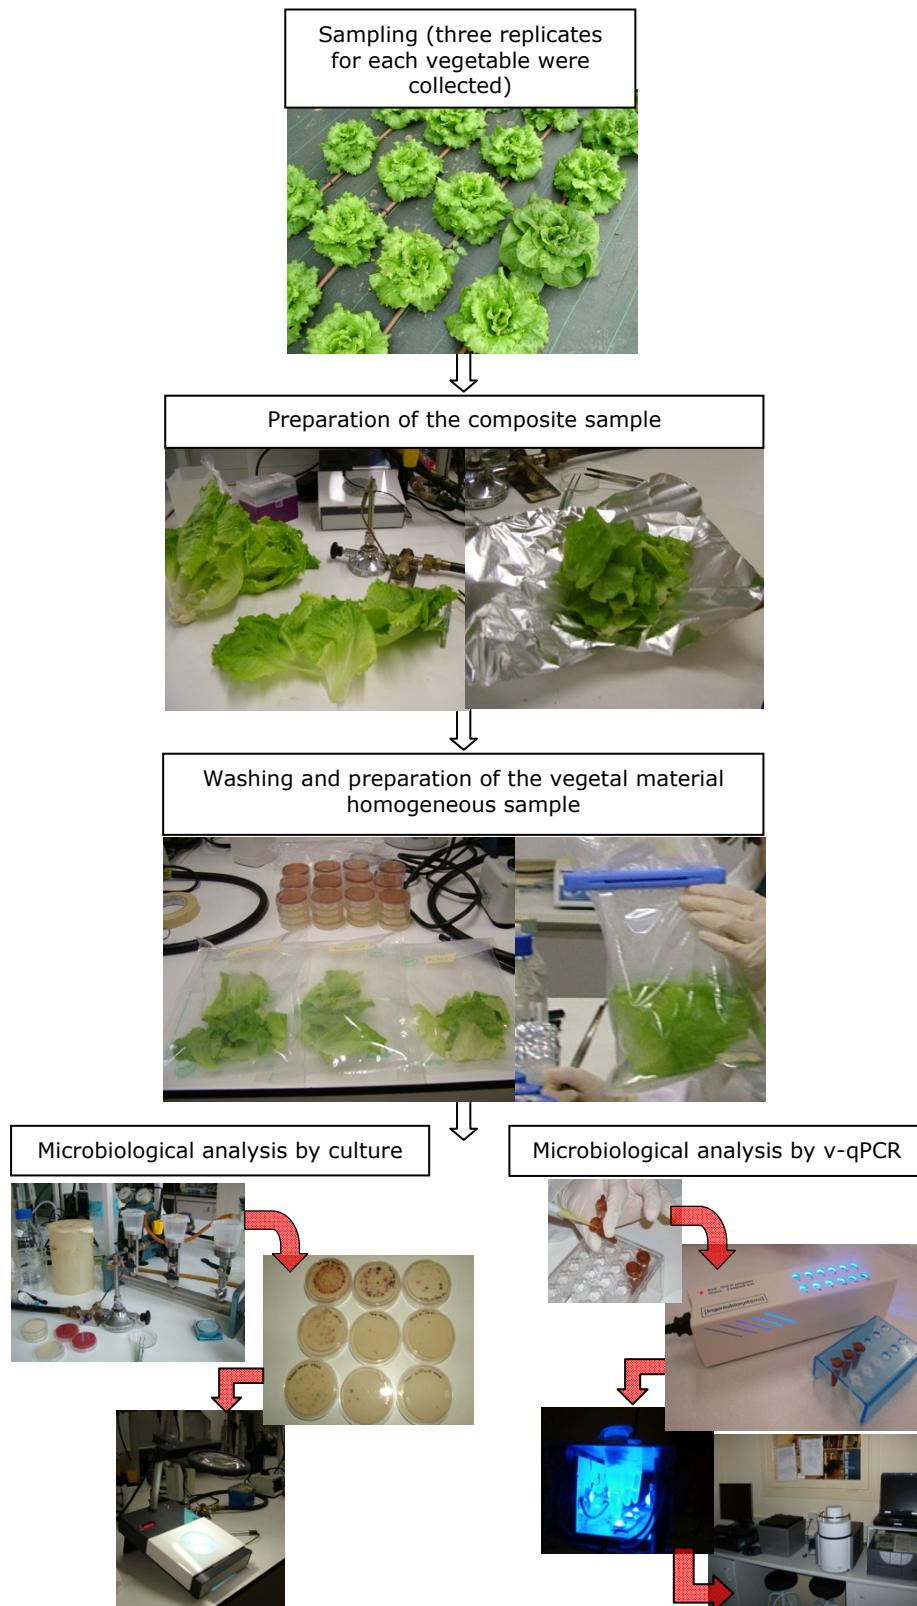 Sampling (three replicates
for each vegetable were
collected)
Preparation of the composite sample
Washing and preparation of the vegetal material
homogeneous sample
Microbiological analysis by culture
Microbiological analysis by v-qPCR